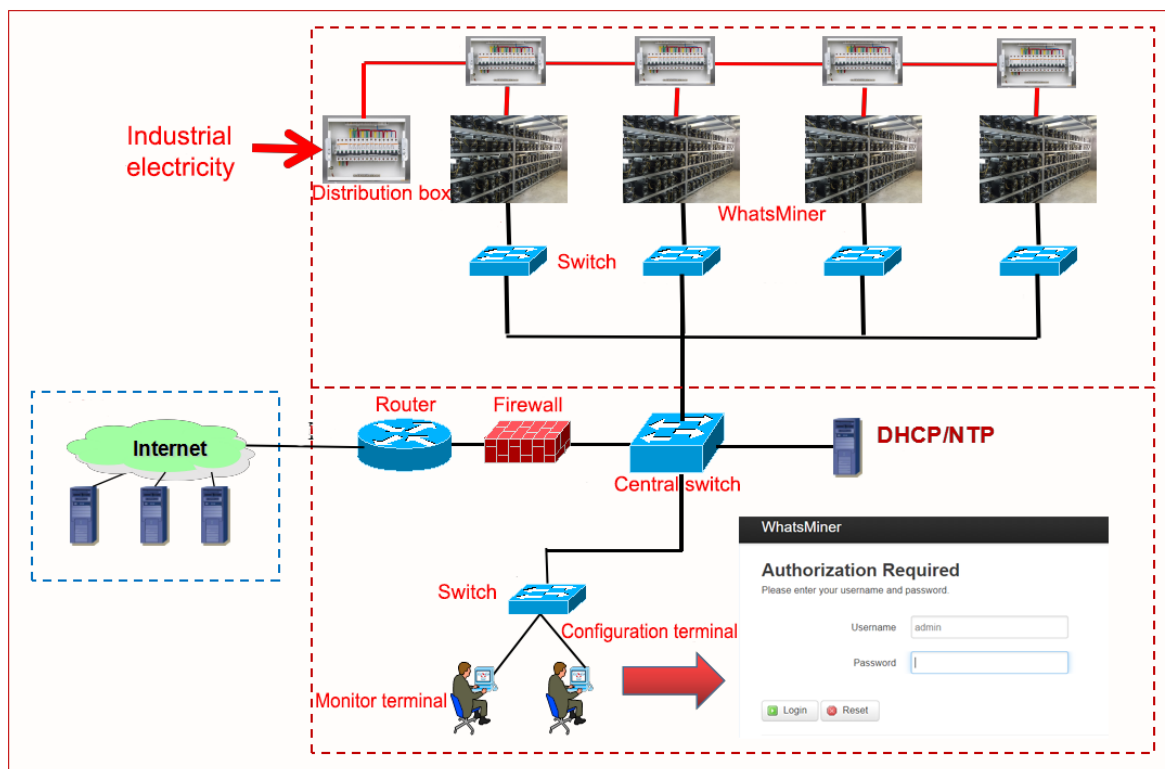 Industrial
electricity
Distribution box
WhatsMiner
Switch
Router
Firewall
Internet
DHCP/NTP
Central switch
WhatsMiner
Authorization Required
Please enter your username and password.
Username
admin
Password
Login
Reset
Switch
Configuration terminal
Monitor terminal